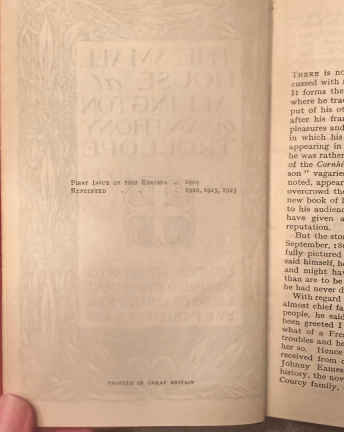 FIRST ISSUE OF THIS EDITION
REPRINTED 1910, 1913, 1923
PRINTED IN GREAT BRITAIN
THERE IS no
cussed with
It forms the
where he tra
put of his ot
after his fra
pleasures and
in which his
appearing in
he was rather
of the Cornhi
son" vagarie
noted, appear
overcrowd th
new book of
to his audienc
have given a
reputation.
But the sto
September, 18
fully pictured
said himself, h
and might hav
than are to be
he had never d
With regard
almost chief fa
people, he said
been greeted I
what of a Fre
troubles and he
her so. Hence
received from
Johnny Eames
history, the nov
Courcy family,